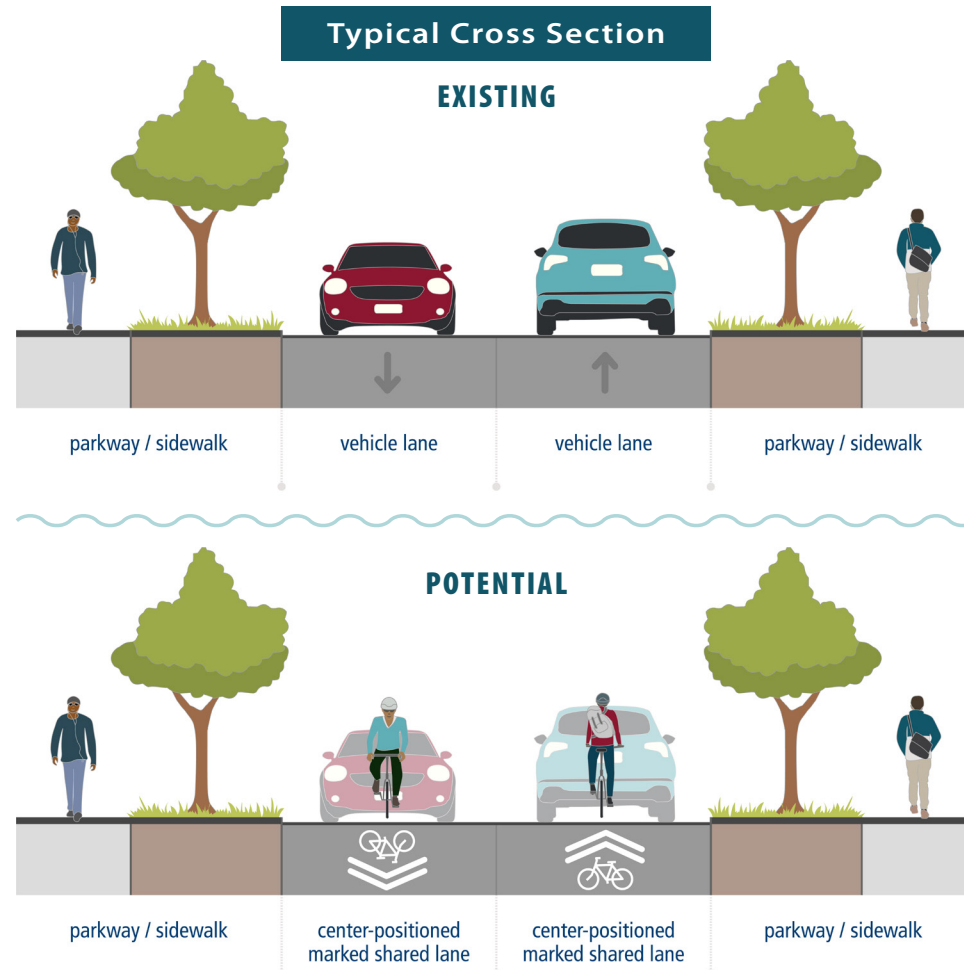 Typical Cross Section
EXISTING
parkway / sidewalk
vehicle lane
vehicle lane
parkway / sidewalk
POTENTIAL
parkway / sidewalk
center-positioned
marked shared lane
center-positioned
marked shared lane
parkway / sidewalk